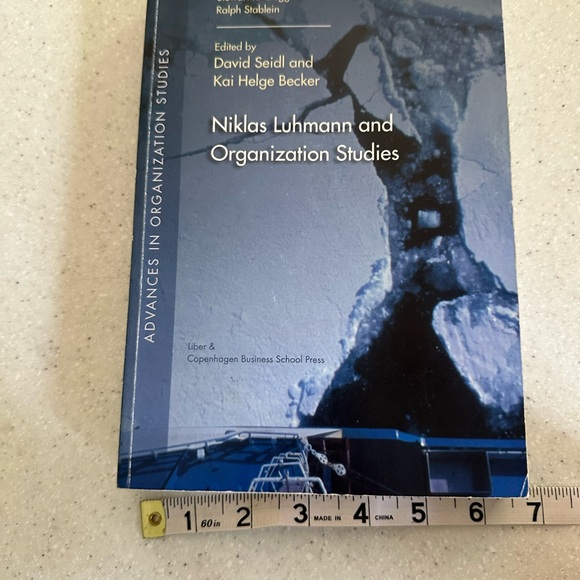 Ralph Stablein
Edited by
David Seidl and
Kai Helge Becker
Niklas Luhmann and
Organization Studies
ADVANCES IN ORGANIZATION STUDIES
Liber &
Copenhagen Business School Press
1 60in 2 3 MADE IN 4 CHINA 5 6 7